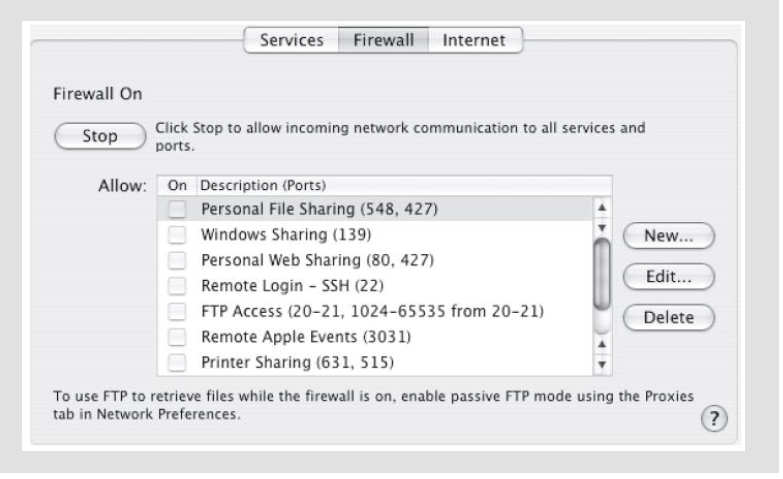 Services Firewall Internet
Firewall On
Stop
Click Stop to allow incoming network communication to all services and
ports.
Allow:
On Description (Ports)
Personal File Sharing (548, 427)
Windows Sharing (139)
Personal Web Sharing (80, 427)
Remote Login – SSH (22)
FTP Access (20–21, 1024–65535 from 20–21)
Remote Apple Events (3031)
Printer Sharing (631, 515)
New...
Edit...
Delete
To use FTP to retrieve files while the firewall is on, enable passive FTP mode using the Proxies
tab in Network Preferences.
?